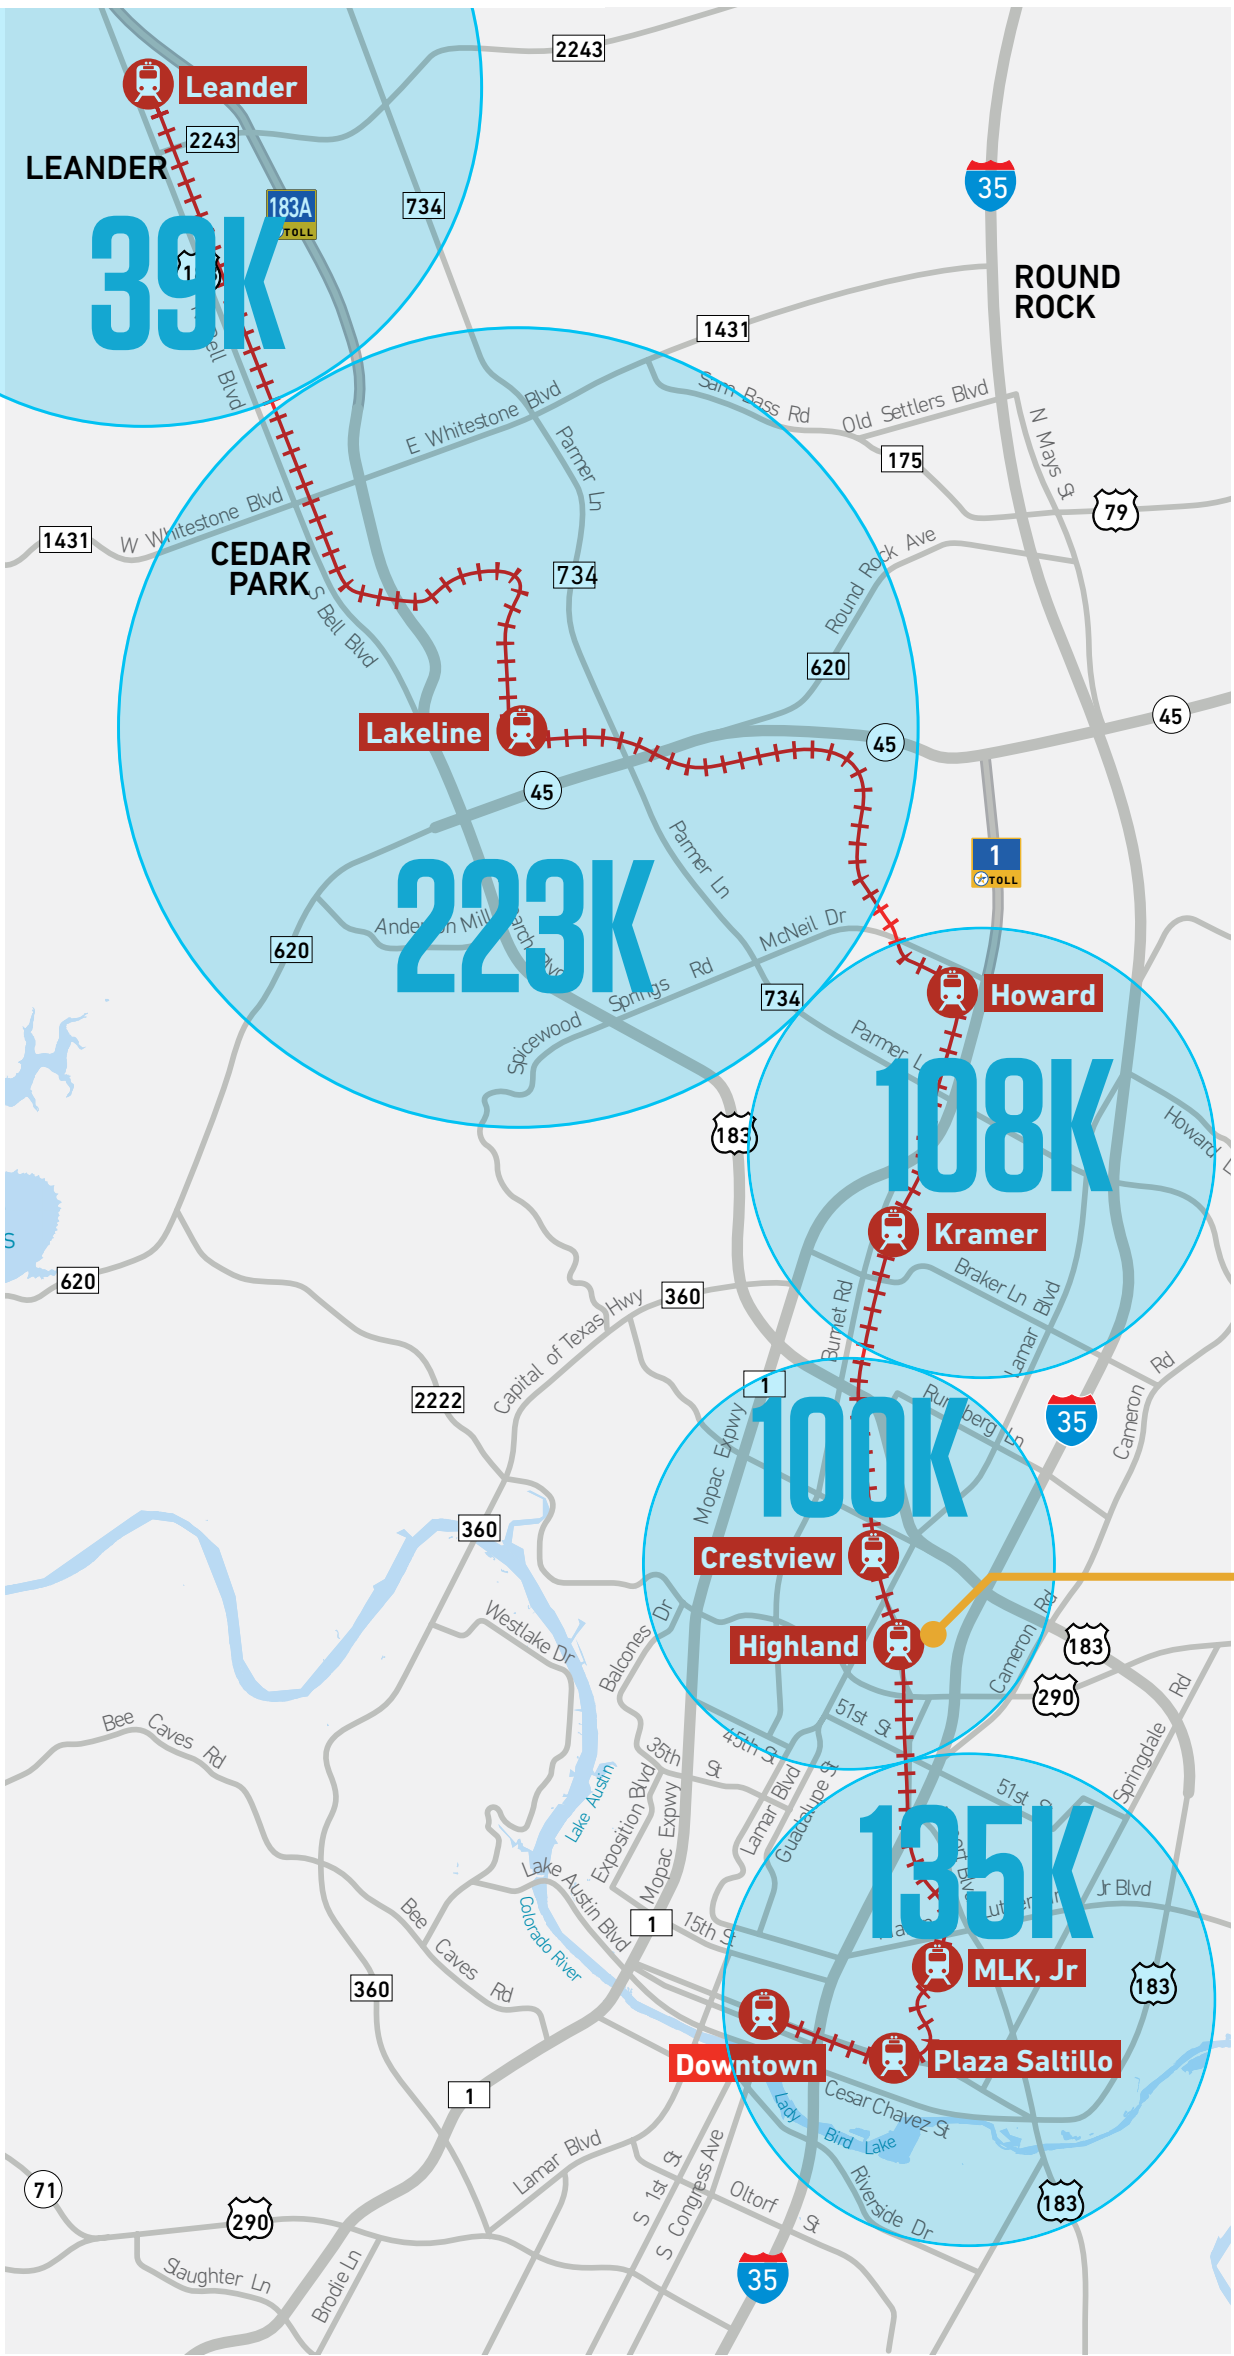 2243
Leander
2243
LEANDER
183A
TOLL
734
35
39K
ROUND
ROCK
Bell Blvd
1431
Sam Bass Rd
Old Settlers Blvd
E Whitestone Blvd
N Mays St
Parmer Ln
175
79
W Whitestone Blvd
1431
CEDAR
PARK
734
Round Rock Ave
S Bell Blvd
620
Lakeline
45
45
45
1
TOLL
Parmer Ln
223K
Anderson Mill
McNeil Dr
620
Spicewood Springs Rd
734
Howard
Parmer
108K
183
Howard
Kramer
620
360
Braker Ln
Capital of Texas Hwy
Burnet Rd
Lamar Blvd
1
2222
Rundberg Ln
Cameron Rd
35
100K
Mopac Expwy
360
Crestview
Westlake Dr
Balcones Dr
Highland
Cameron Rd
183
290
Bee Caves Rd
51st St
45th St
35th St
Springdale Rd
Lake Austin
Exposition Blvd
Mopac Expwy
Lamar Blvd
Guadalupe St
51st S
135K
Lake Austin Blvd
Jr Blvd
Bee Caves Rd
Colorado River
1
15th St
MLK, Jr
360
183
Downtown
Plaza Saltillo
1
Cesar Chavez St
Lady Bird Lake
Lamar Blvd
71
S 1st St
S Congress Ave
Oltorf St
Riverside Dr
183
290
Slaughter Ln
Brodie Ln
35